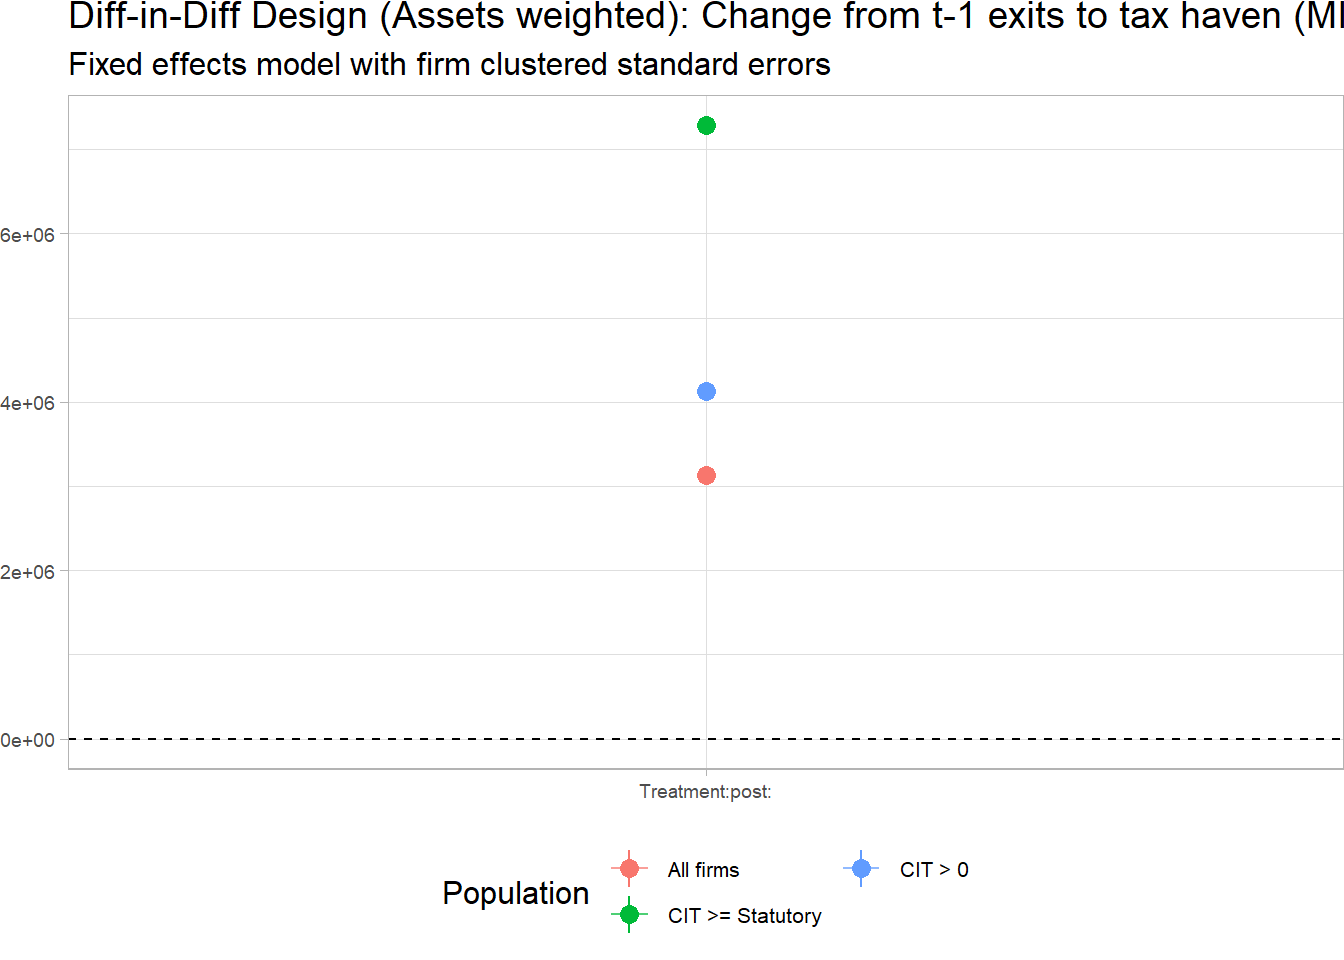 Diff-in-Diff Design (Assets weighted): Change from t-1 exits to tax haven
Fixed effects model with firm clustered standard errors
6e+06
4e+06
2e+06
0e+00
Treatment:post:
Population
All firms
CIT > 0
CIT >= Statutory